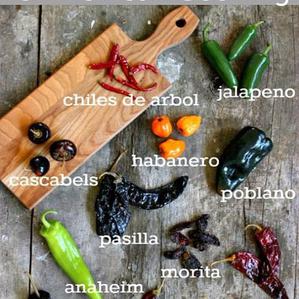 chiles de arbol
jalapeno
habanero
cascabels
poblano
pasilla
morita
anaheim